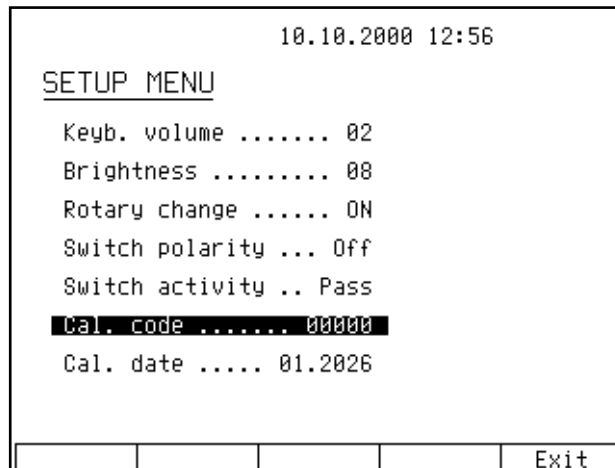 10.10.2000 12:56
SETUP MENU
Keyb. volume ....... 02
Brightness ......... 08
Rotary change ...... ON
Switch polarity ... Off
Switch activity .. Pass
Cal. code ....... 00000
Cal. date ..... 01.2026
Exit